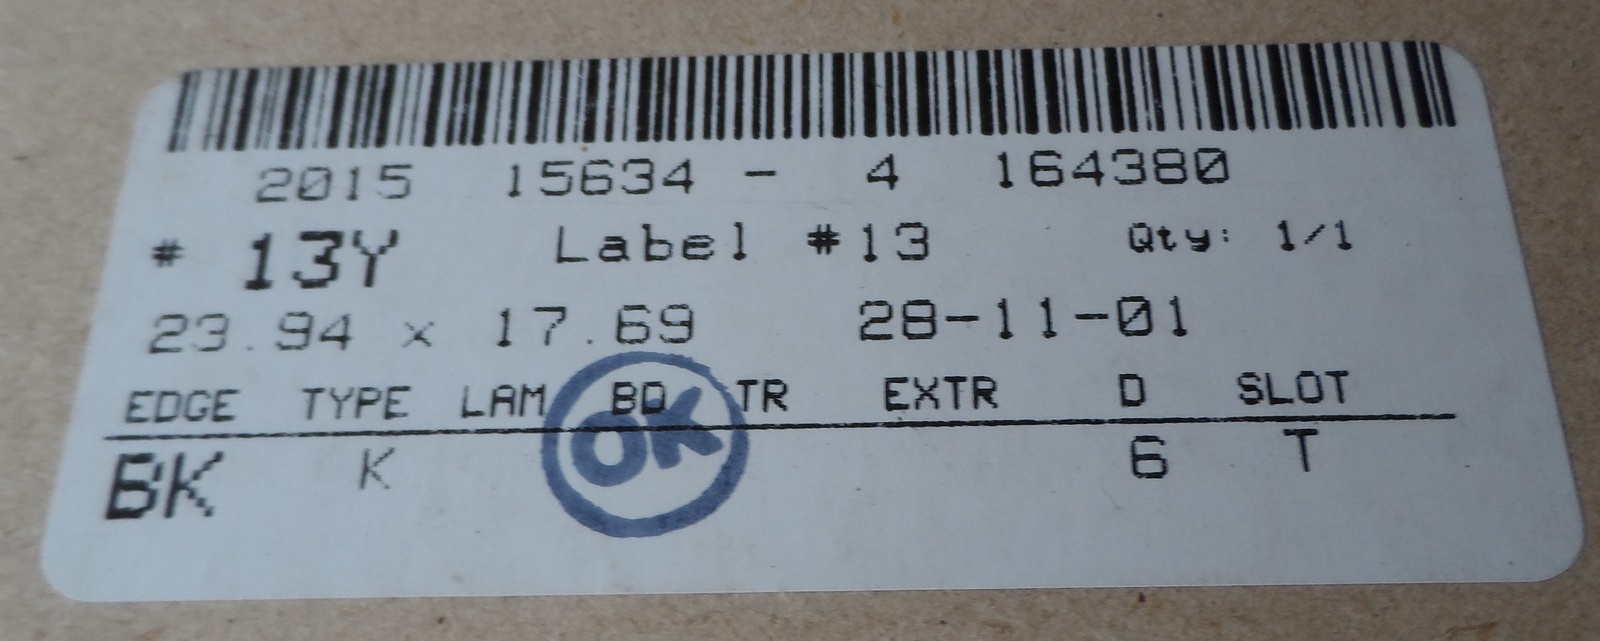 2015 15634 - 4 164380
# 13Y Label #13 Qty: 1/1
23.94 x 17.69 28-11-01
EDGE TYPE LAM BD TR EXTR D SLOT
OK
BK K 6 T